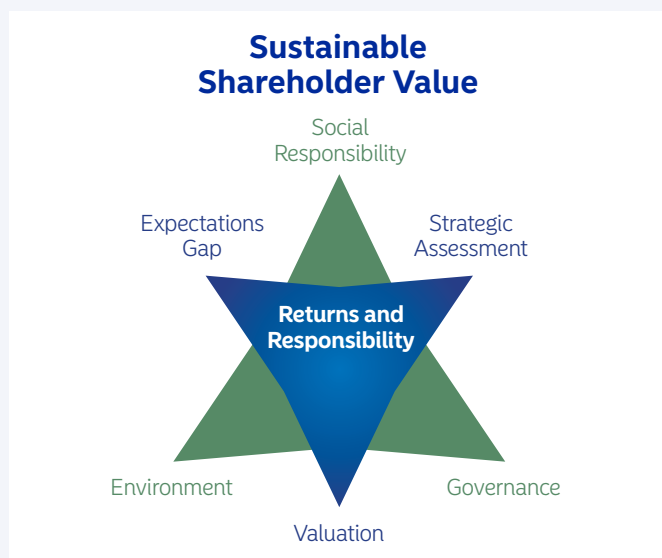 Sustainable
Shareholder Value
Social
Responsibility
Expectations
Gap
Strategic
Assessment
Returns and
Responsibility
Environment
Governance
Valuation